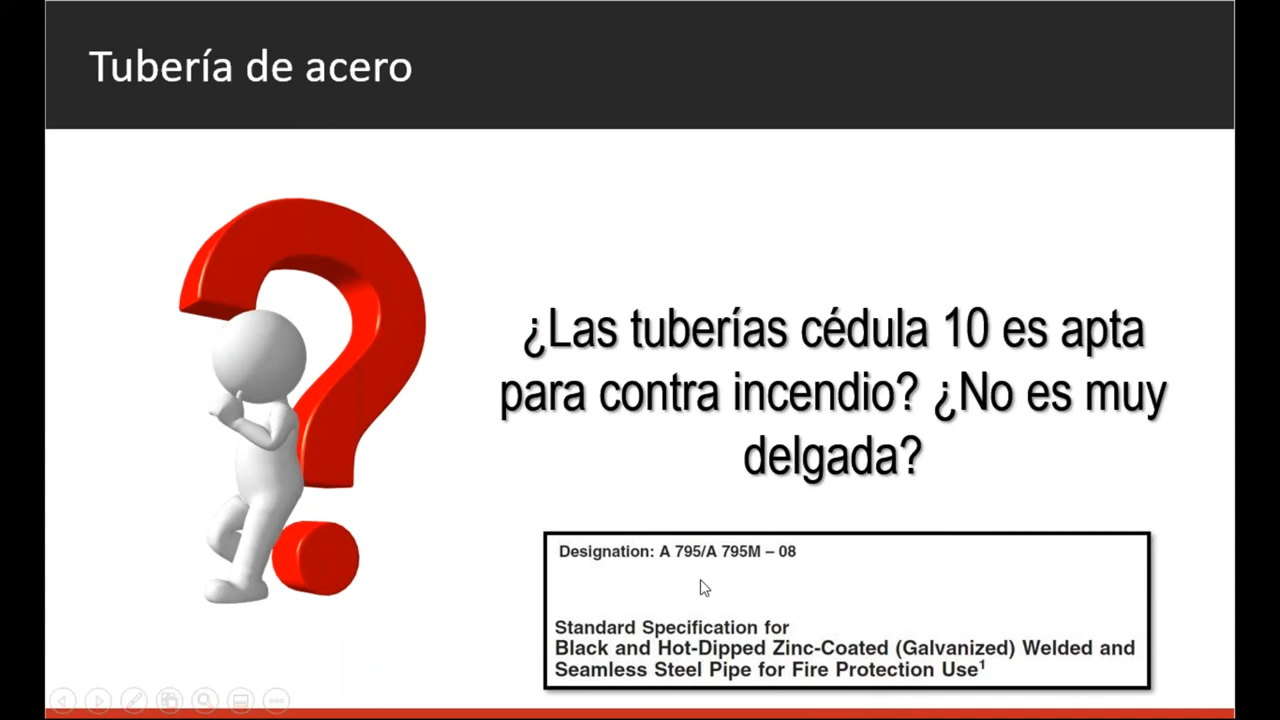 Tubería de acero
¿Las tuberías cédula 10 es apta
para contra incendio? ¿No es muy
delgada?
Designation: A 795/A 795M – 08
Standard Specification for
Black and Hot-Dipped Zinc-Coated (Galvanized) Welded and
Seamless Steel Pipe for Fire Protection Use¹